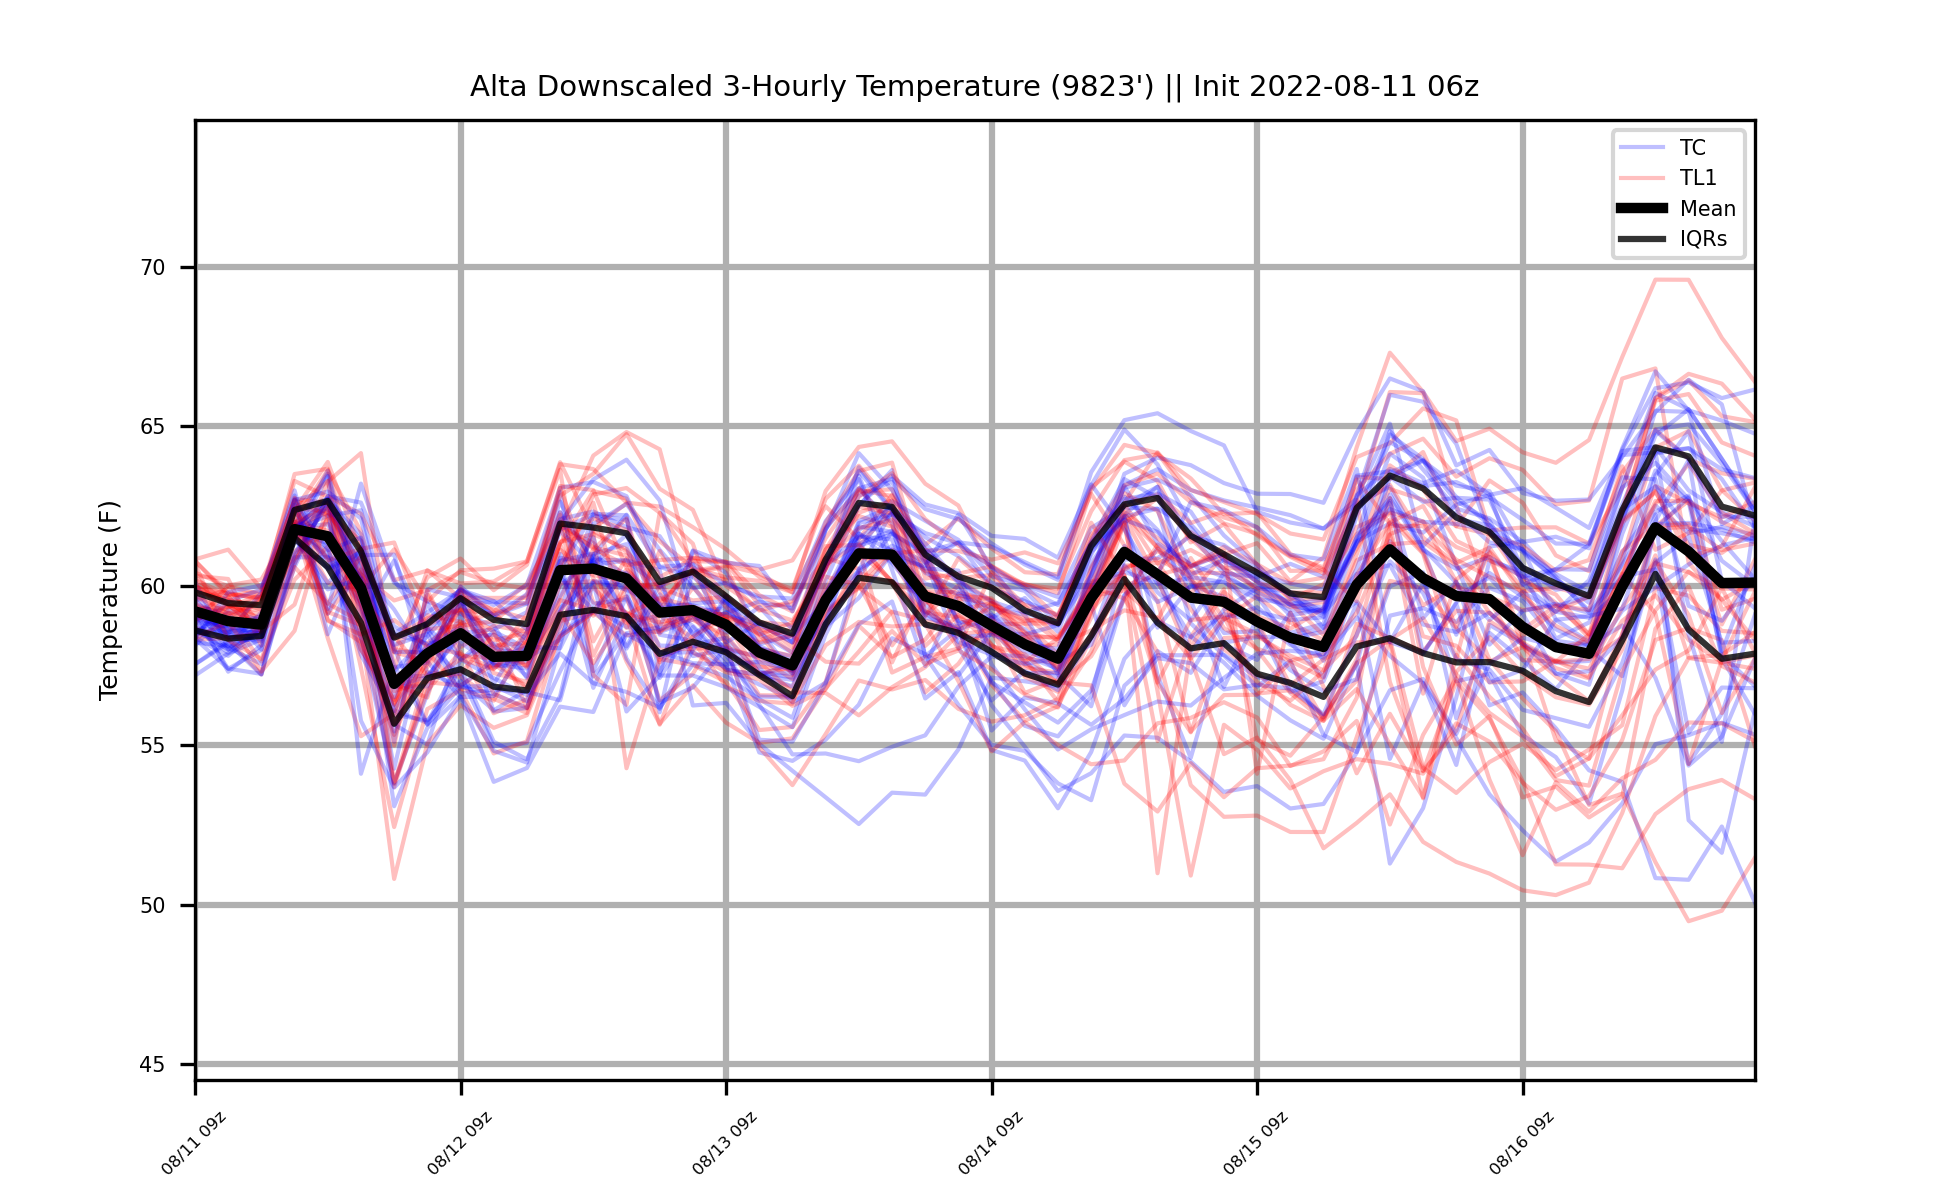 Alta Downscaled 3-Hourly Temperature (9823') || Init 2022-08-11 06z
TC
TL1
Mean
IQRs
Temperature (F)
70
65
60
55
50
45
08/11 09z
08/12 09z
08/13 09z
08/14 09z
08/15 09z
08/16 09z